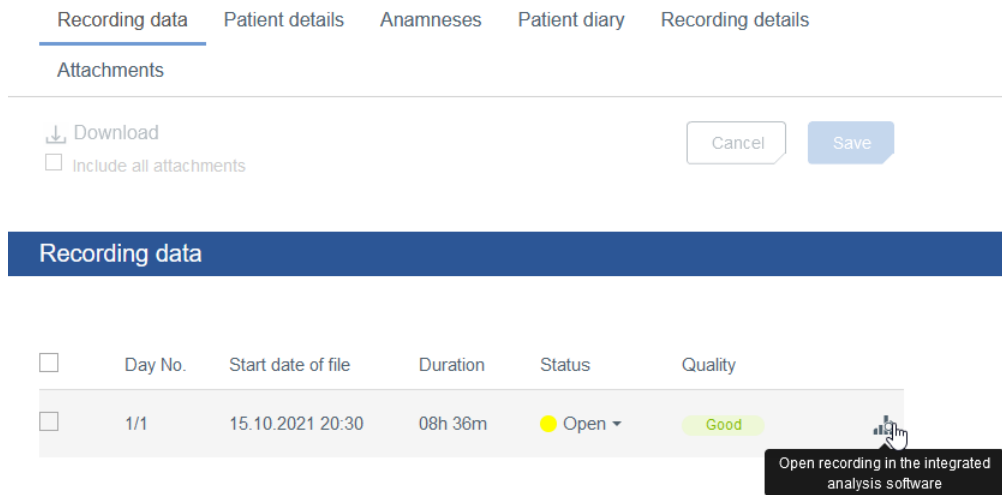 Recording data Patient details Anamneses Patient diary Recording details
Attachments
Download
Include all attachments
Cancel Save
Recording data
Day No. Start date of file Duration Status Quality
1/1 15.10.2021 20:30 08h 36m Open Good
Open recording in the integrated
analysis software